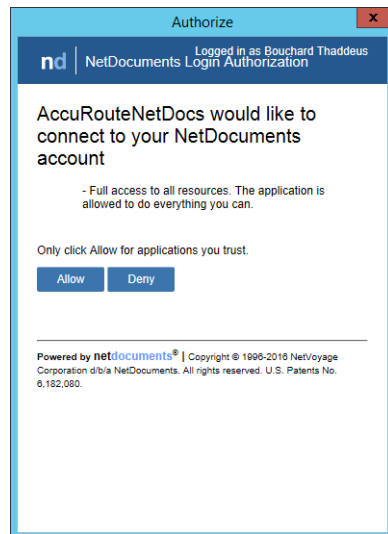 Authorize
x
Logged in as Bouchard Thaddeus
nd | NetDocuments Login Authorization
AccuRouteNetDocs would like to
connect to your NetDocuments
account
- Full access to all resources. The application is
allowed to do everything you can.
Only click Allow for applications you trust.
Allow Deny
Powered by netdocuments® | Copyright © 1996-2016 NetVoyage
Corporation d/b/a NetDocuments. All rights reserved. U.S. Patents No.
6,182,080.